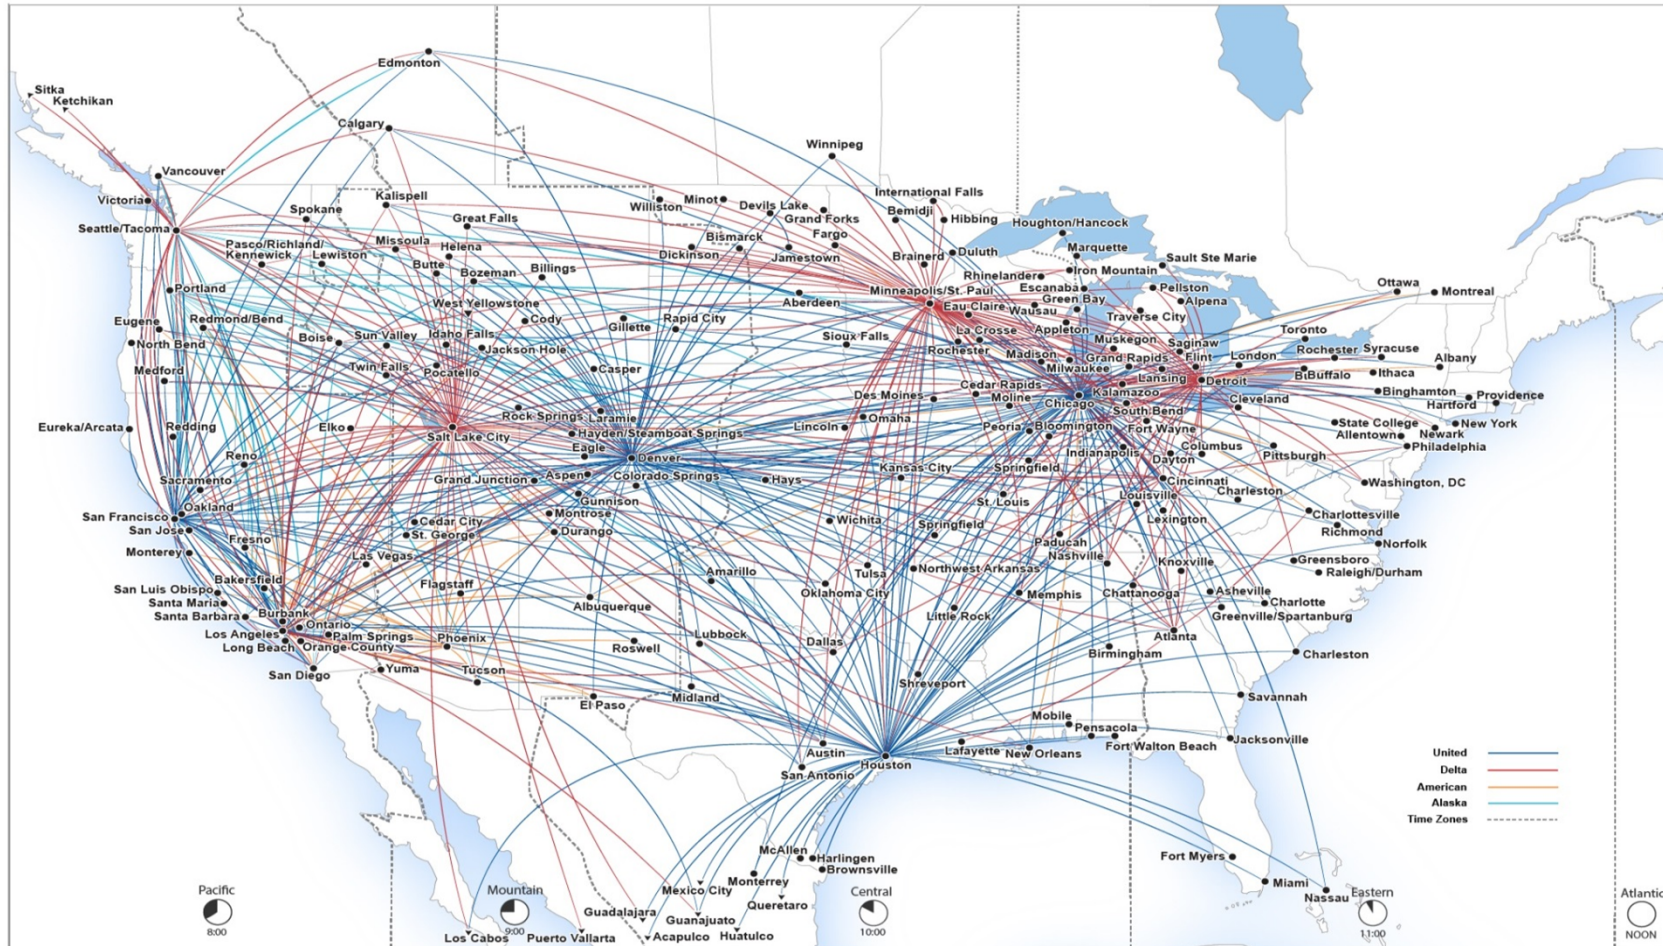 Edmonton
Sitka
Ketchikan
Calgary
Winnipeg
Vancouver
Victoria
Seattle/Tacoma
Spokane
Kalispell
Great Falls
Williston
Minot
Devils Lake
Grand Forks
Fargo
International Falls
Bemidji
Hibbing
Houghton/Hancock
Pasco/Richland/
Kennewick
Lewiston
Missoula
Helena
Butte
Bozeman
Billings
Dickinson
Bismarck
Jamestown
Brainerd
Duluth
Marquette
Sault Ste Marie
Rhinelander
Iron Mountain
Portland
West Yellowstone
Aberdeen
Minneapolis/St. Paul
Escanaba
Pellston
Ottawa
Montreal
Eau Claire
Green Bay
Wausau
Alpena
Traverse City
Eugene
Redmond/Bend
North Bend
Boise
Sun Valley
Idaho Falls
Cody
Gillette
Rapid City
Sioux Falls
La Crosse
Appleton
Toronto
Jackson Hole
Rochester
Muskegon
Saginaw
Madison
Grand Rapids
Flint
London
Rochester
Syracuse
Albany
Medford
Twin Falls
Pocatello
Casper
Milwaukee
Lansing
Detroit
Buffalo
Ithaca
Cedar Rapids
Kalamazoo
Des Moines
Moline
Chicago
Cleveland
Binghamton
Providence
Hartford
Rock Springs
Laramie
Omaha
South Bend
Eureka/Arcata
Redding
Elko
Salt Lake City
Hayden/Steamboat Springs
Lincoln
Peoria
Bloomington
Fort Wayne
State College
New York
Allentown
Newark
Eagle
Denver
Columbus
Philadelphia
Reno
Indianapolis
Dayton
Pittsburgh
Sacramento
Grand Junction
Aspen
Colorado Springs
Hays
Kansas City
Springfield
Cincinnati
Washington, DC
Gunnison
St. Louis
Louisville
Charleston
Oakland
San Francisco
Montrose
Cedar City
Wichita
Springfield
Lexington
Charlottesville
San Jose
Fresno
St. George
Durango
Richmond
Monterey
Las Vegas
Paducah
Nashville
Norfolk
Bakersfield
Flagstaff
Amarillo
Tulsa
Northwest Arkansas
Knoxville
Greensboro
Raleigh/Durham
San Luis Obispo
Santa Maria
Oklahoma City
Memphis
Chattanooga
Asheville
Charlotte
Santa Barbara
Burbank
Albuquerque
Little Rock
Greenville/Spartanburg
Ontario
Los Angeles
Palm Springs
Phoenix
Lubbock
Dallas
Atlanta
Long Beach
Orange County
Roswell
Birmingham
Charleston
San Diego
Yuma
Tucson
Shreveport
El Paso
Midland
Savannah
Mobile
Pensacola
Jacksonville
Austin
Lafayette
New Orleans
Fort Walton Beach
Houston
San Antonio
United
Delta
American
Alaska
Time Zones
McAllen
Harlingen
Brownsville
Fort Myers
Monterrey
Miami
Mexico City
Nassau
Queretaro
Guadalajara
Guanajuato
Los Cabos
Puerto Vallarta
Acapulco
Huatulco
Pacific
8:00
Mountain
9:00
Central
10:00
Eastern
11:00
Atlantic
NOON